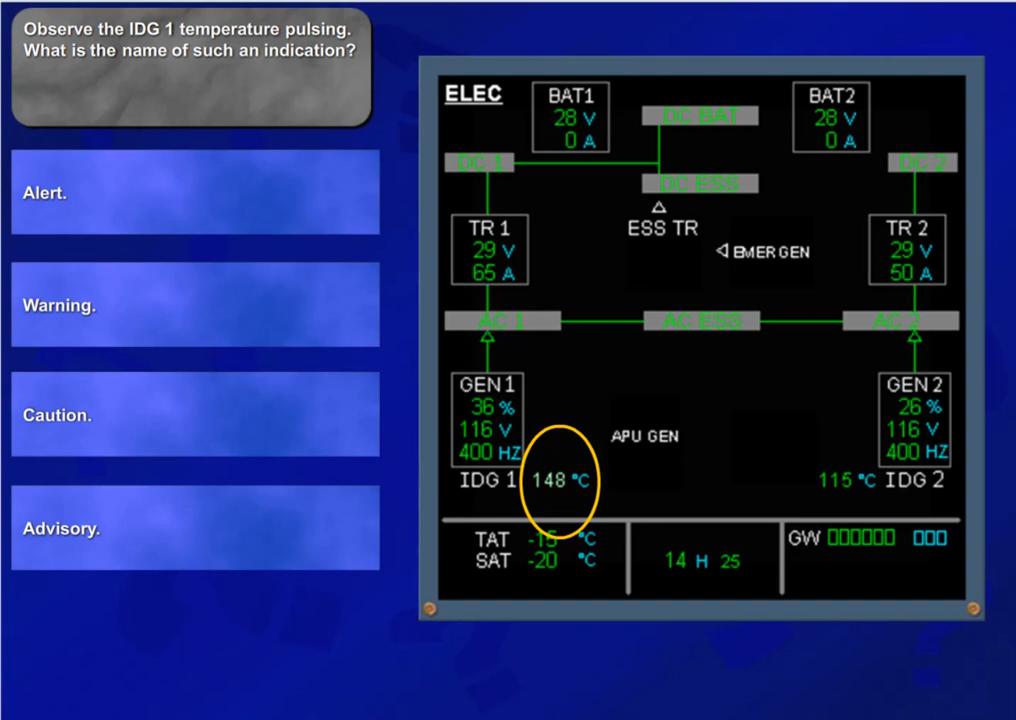 Observe the IDG 1 temperature pulsing.
What is the name of such an indication?
Alert.
Warning.
Caution.
Advisory.
ELEC
BAT1
28 V
0 A
DC BAT
BAT2
28 V
0 A
DC 1
DC ESS
DC 2
TR 1
29 V
65 A
ESS TR
EMER GEN
TR 2
29 V
50 A
AC 1
AC ESS
AC 2
GEN 1
36 %
116 V
400 HZ
APU GEN
GEN 2
26 %
116 V
400 HZ
IDG 1 148 °C
115 °C IDG 2
TAT -15 °C
SAT -20 °C
14 H 25
GW